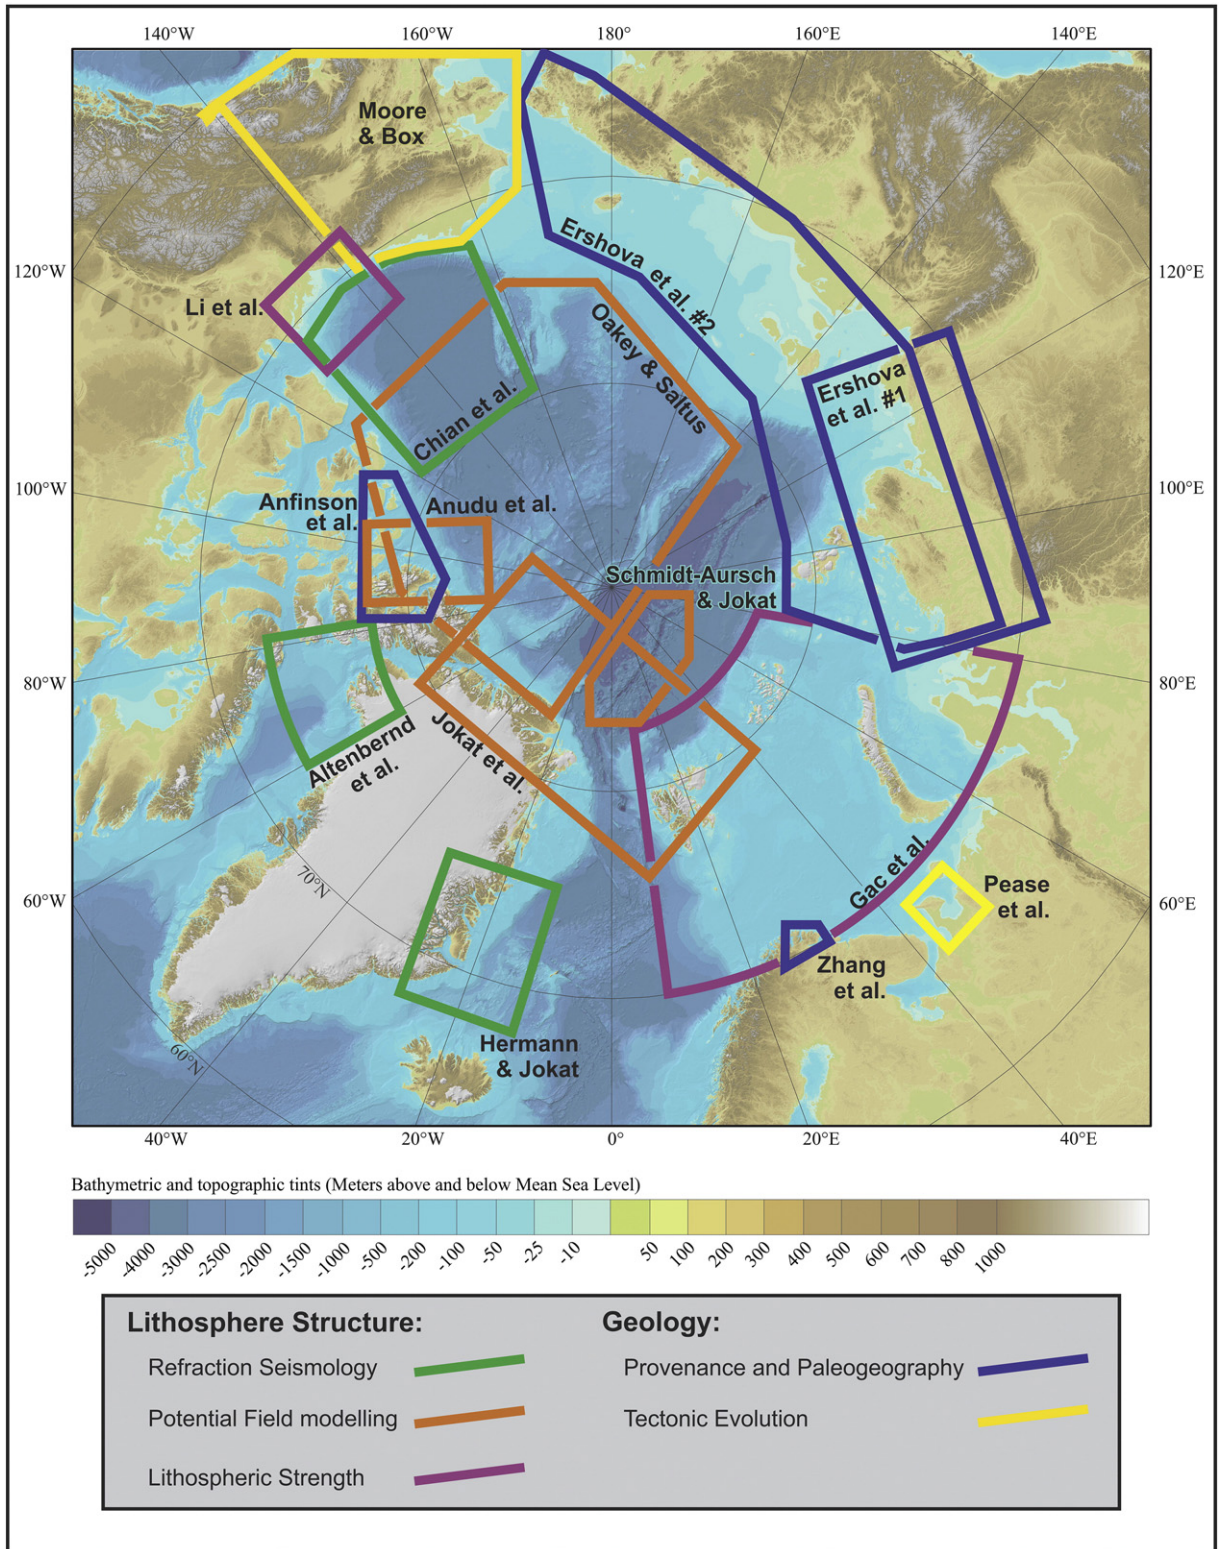 140°W
160°W
180°
160°E
140°E
Moore
& Box
120°W
120°E
Ershova et al. #2
Li et al.
Oakey & Saltus
Ershova
et al. #1
Chian et al.
100°W
100°E
Anfinson
et al.
Anudu et al.
Schmidt-Aursch
& Jokat
80°W
80°E
Altenbernd
et al.
Jokat et al.
70°N
Gac et al.
60°W
60°E
Pease
et al.
Zhang
et al.
60°N
Hermann
& Jokat
40°W
20°W
0°
20°E
40°E
Bathymetric and topographic tints (Meters above and below Mean Sea Level)
-5000
-4000
-3000
-2500
-2000
-1500
-1000
-500
-200
-100
-50
-25
-10
50
100
200
300
400
500
600
700
800
1000
Lithosphere Structure:
Refraction Seismology
Potential Field modelling
Lithospheric Strength
Geology:
Provenance and Paleogeography
Tectonic Evolution